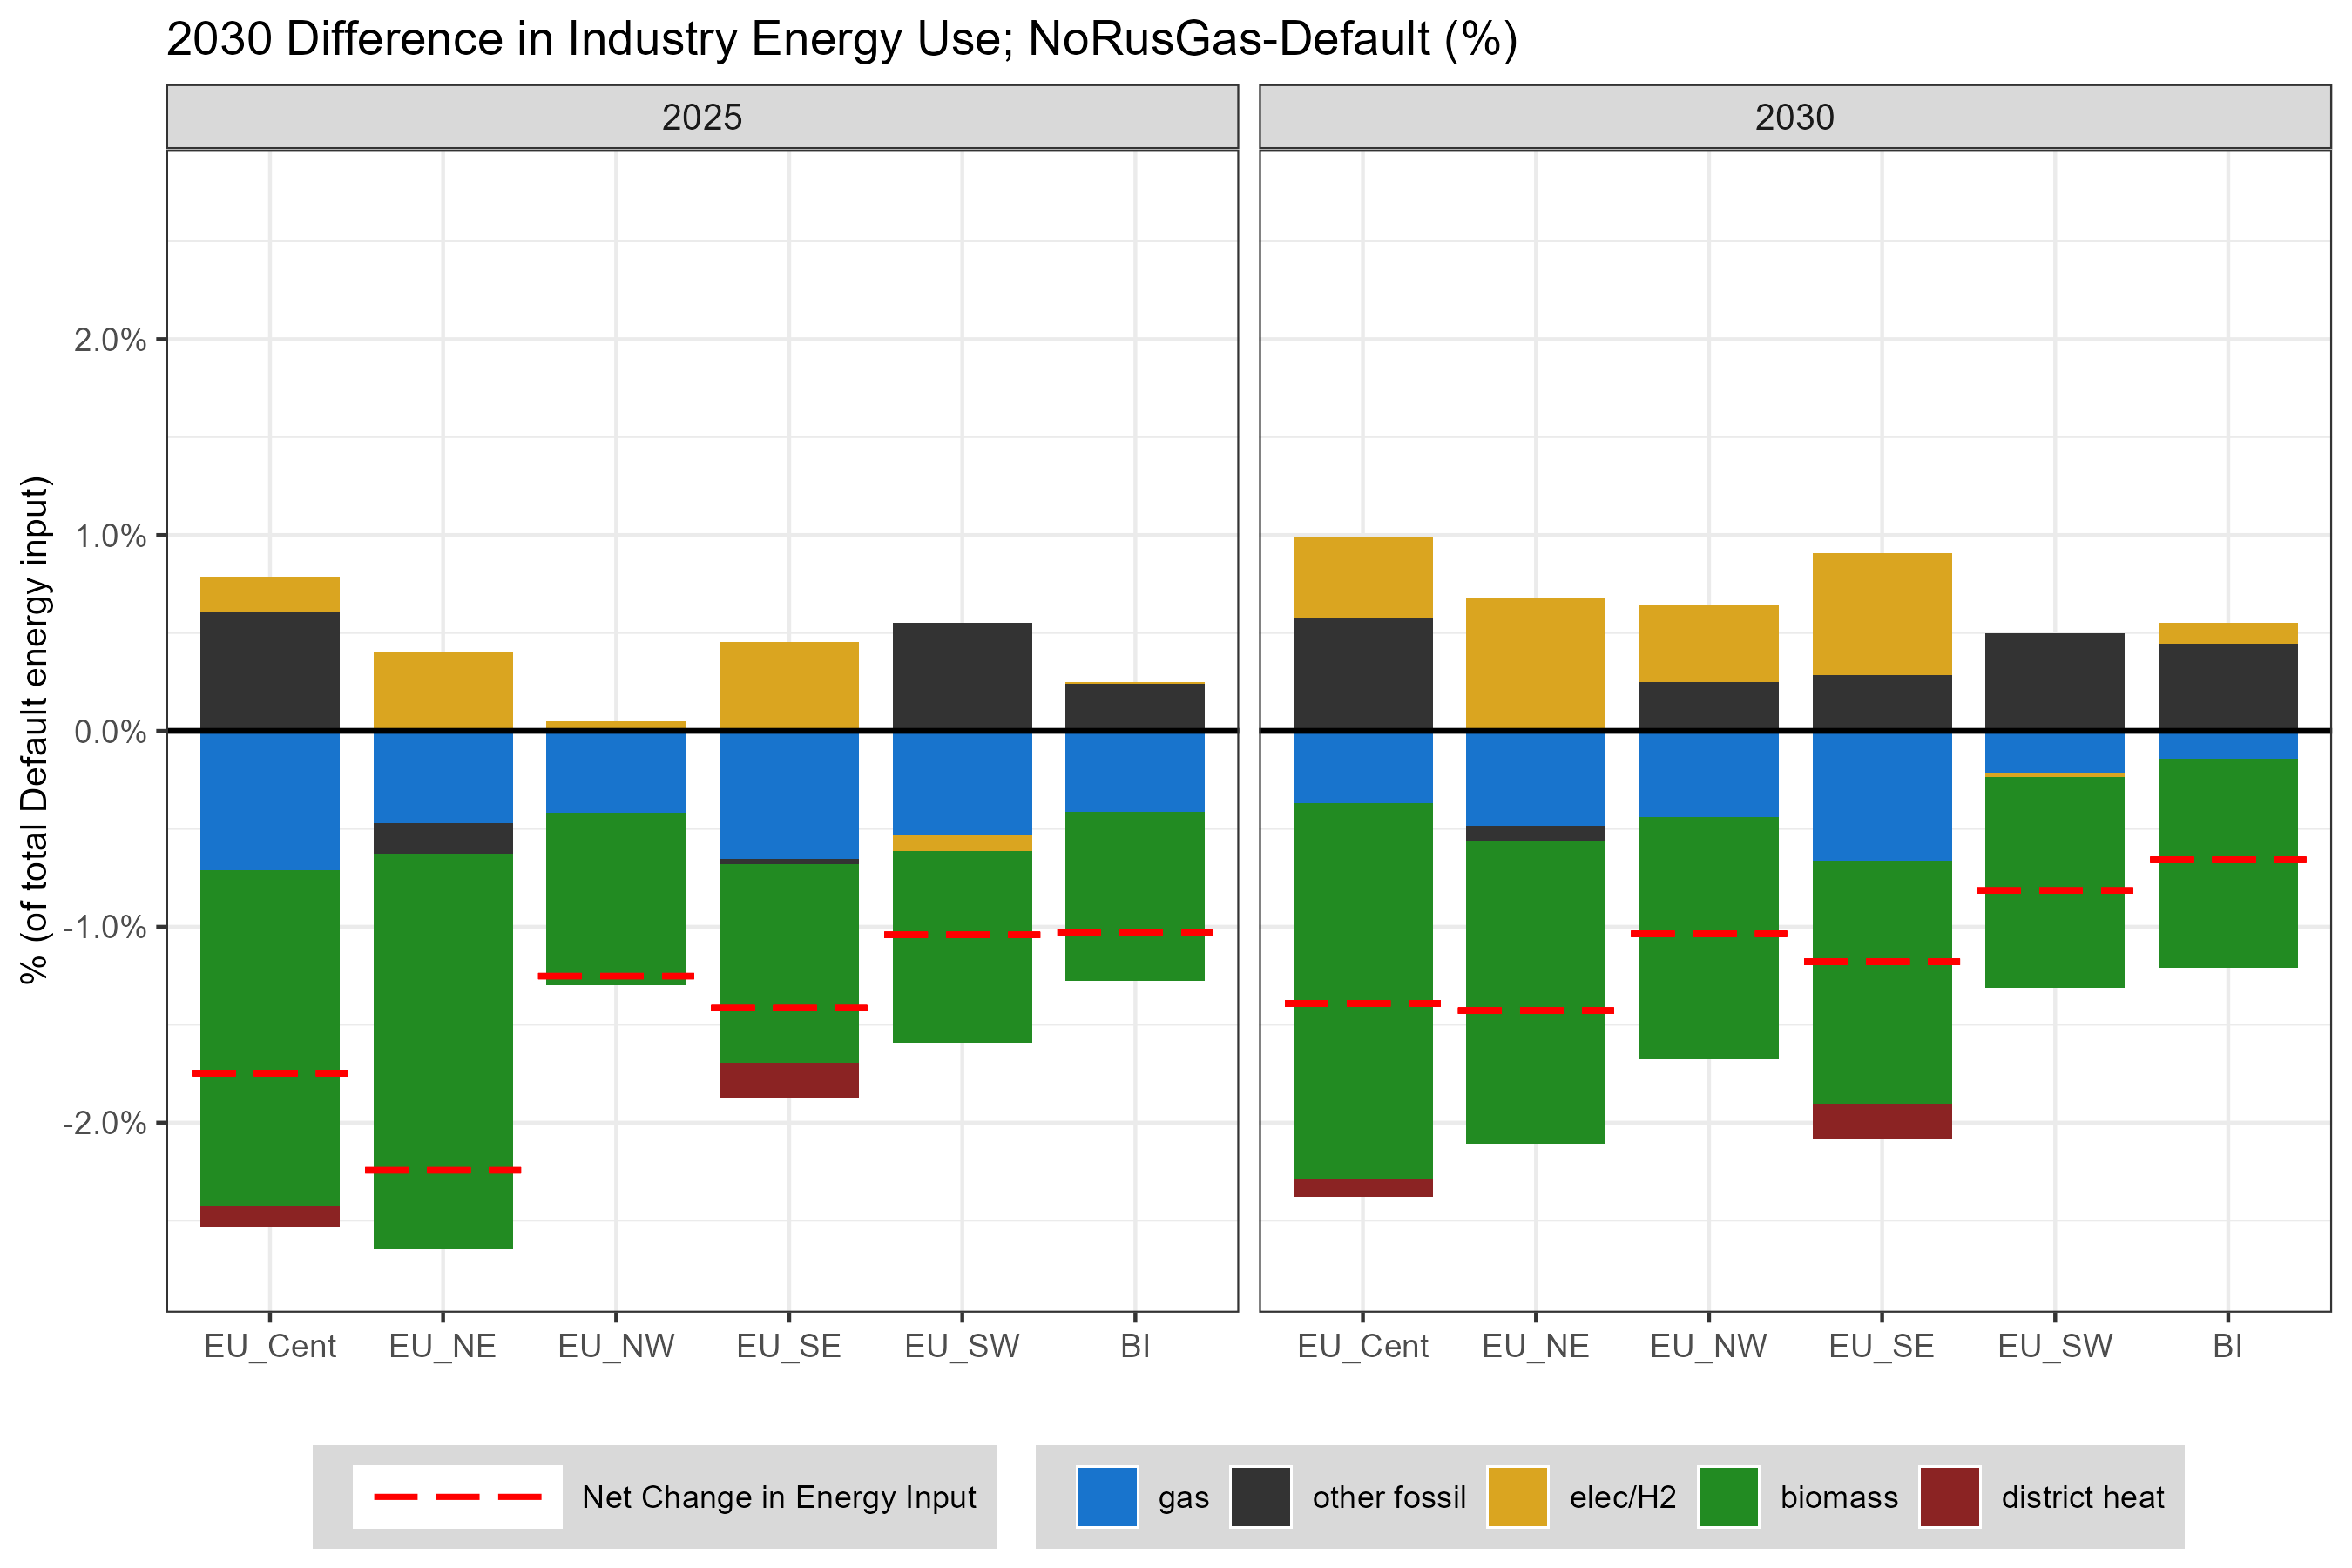 2030 Difference in Industry Energy Use; NoRusGas-Default (%)
2025
2030
% (of total Default energy input)
2.0%
1.0%
0.0%
-1.0%
-2.0%
EU_Cent EU_NE EU_NW EU_SE EU_SW BI
EU_Cent EU_NE EU_NW EU_SE EU_SW BI
Net Change in Energy Input
gas other fossil elec/H2 biomass district heat